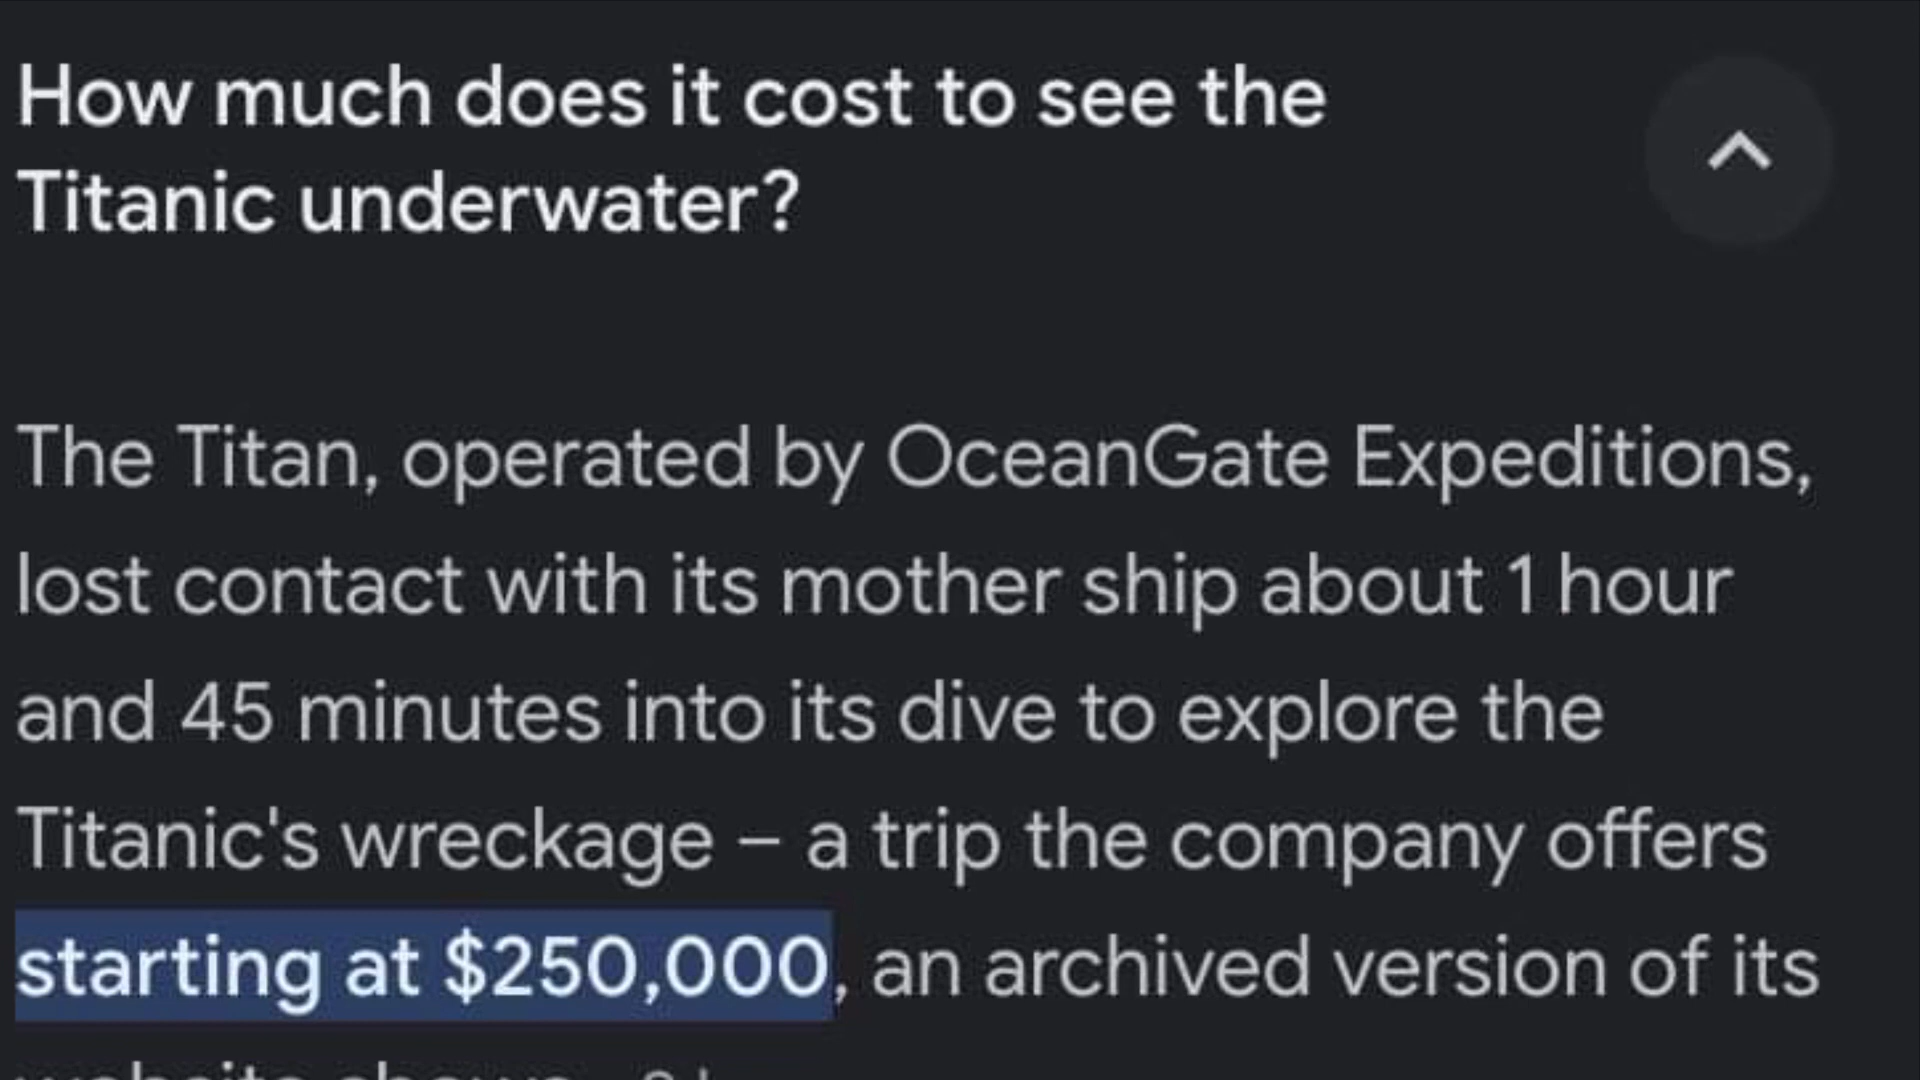 How much does it cost to see the
Titanic underwater?
The Titan, operated by OceanGate Expeditions,
lost contact with its mother ship about 1 hour
and 45 minutes into its dive to explore the
Titanic's wreckage – a trip the company offers
starting at $250,000, an archived version of its
website shows.